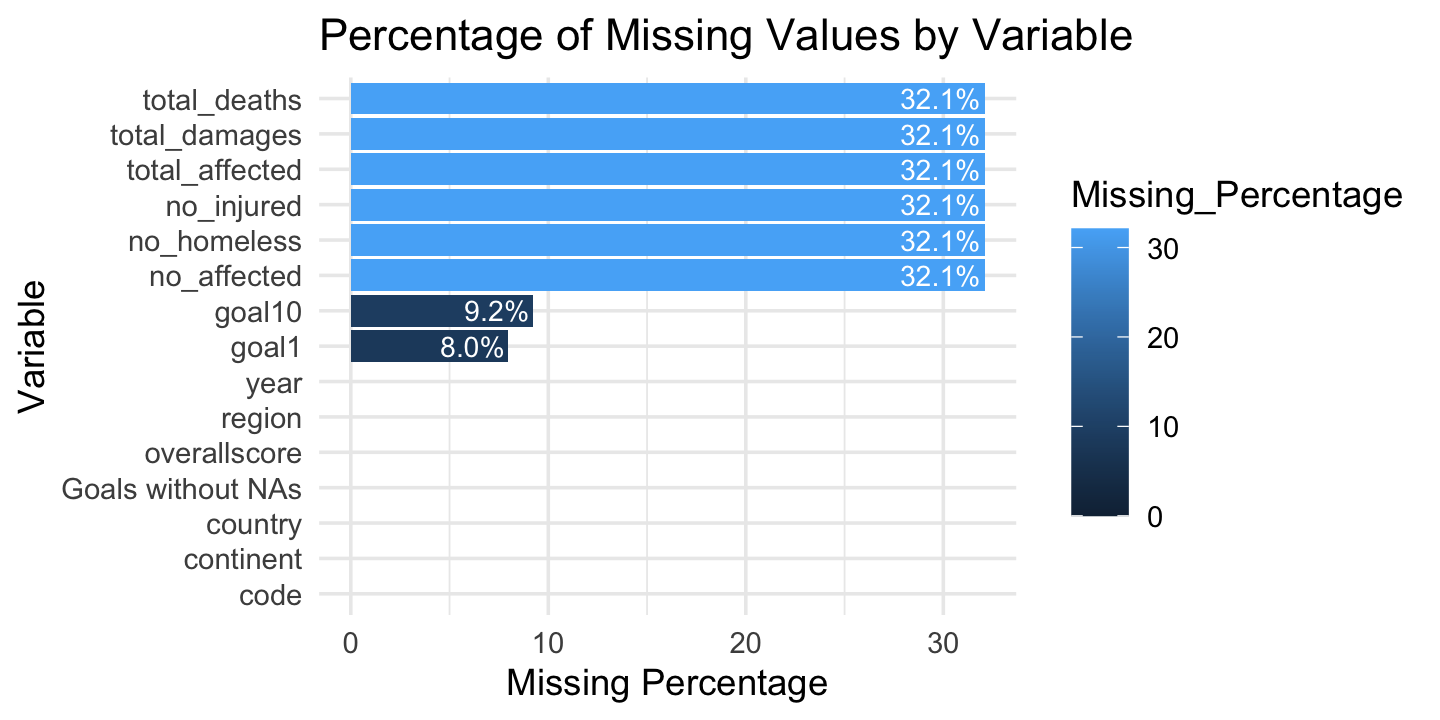 Percentage of Missing Values by Variable
total_deaths 32.1%
total_damages 32.1%
total_affected 32.1%
no_injured 32.1%
no_homeless 32.1%
no_affected 32.1%
goal10 9.2%
goal1 8.0%
year
region
overallscore
Goals without NAs
country
continent
code
0 10 20 30
Missing Percentage
Variable
Missing_Percentage
30
20
10
0